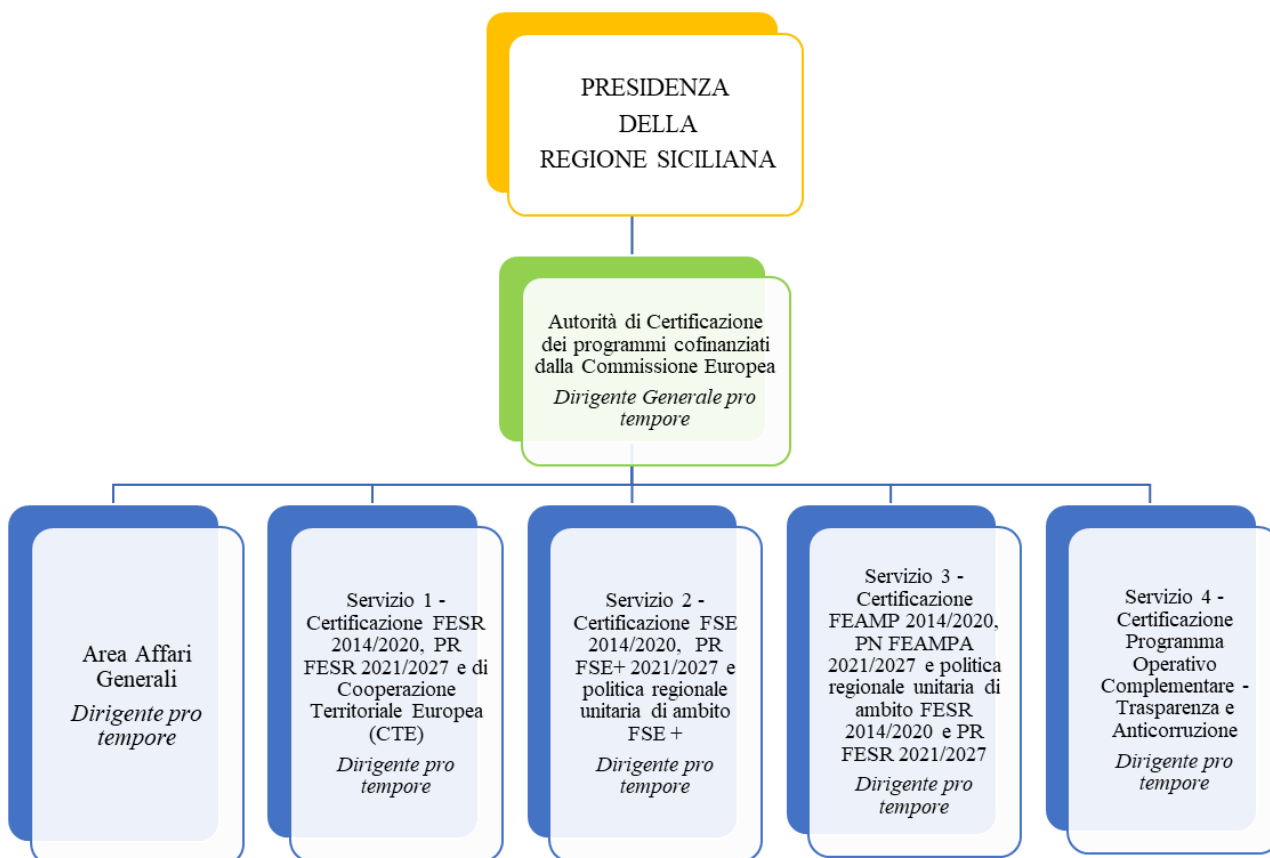 PRESIDENZA
DELLA
REGIONE SICILIANA
Autorità di Certificazione
dei programmi cofinanziati
dalla Commissione Europea
Dirigente Generale pro
tempore
Area Affari
Generali
Dirigente pro
tempore
Servizio 1 -
Certificazione FESR
2014/2020, PR
FESR 2021/2027 e di
Cooperazione
Territoriale Europea
(CTE)
Dirigente pro
tempore
Servizio 2 -
Certificazione FSE
2014/2020, PR
FSE+ 2021/2027 e
politica regionale
unitaria di ambito
FSE +
Dirigente pro
tempore
Servizio 3 -
Certificazione
FEAMP 2014/2020,
PN FEAMPA
2021/2027 e politica
regionale unitaria di
ambito FESR
2014/2020 e PR
FESR 2021/2027
Dirigente pro
tempore
Servizio 4 -
Certificazione
Programma
Operativo
Complementare -
Trasparenza e
Anticorruzione
Dirigente pro
tempore